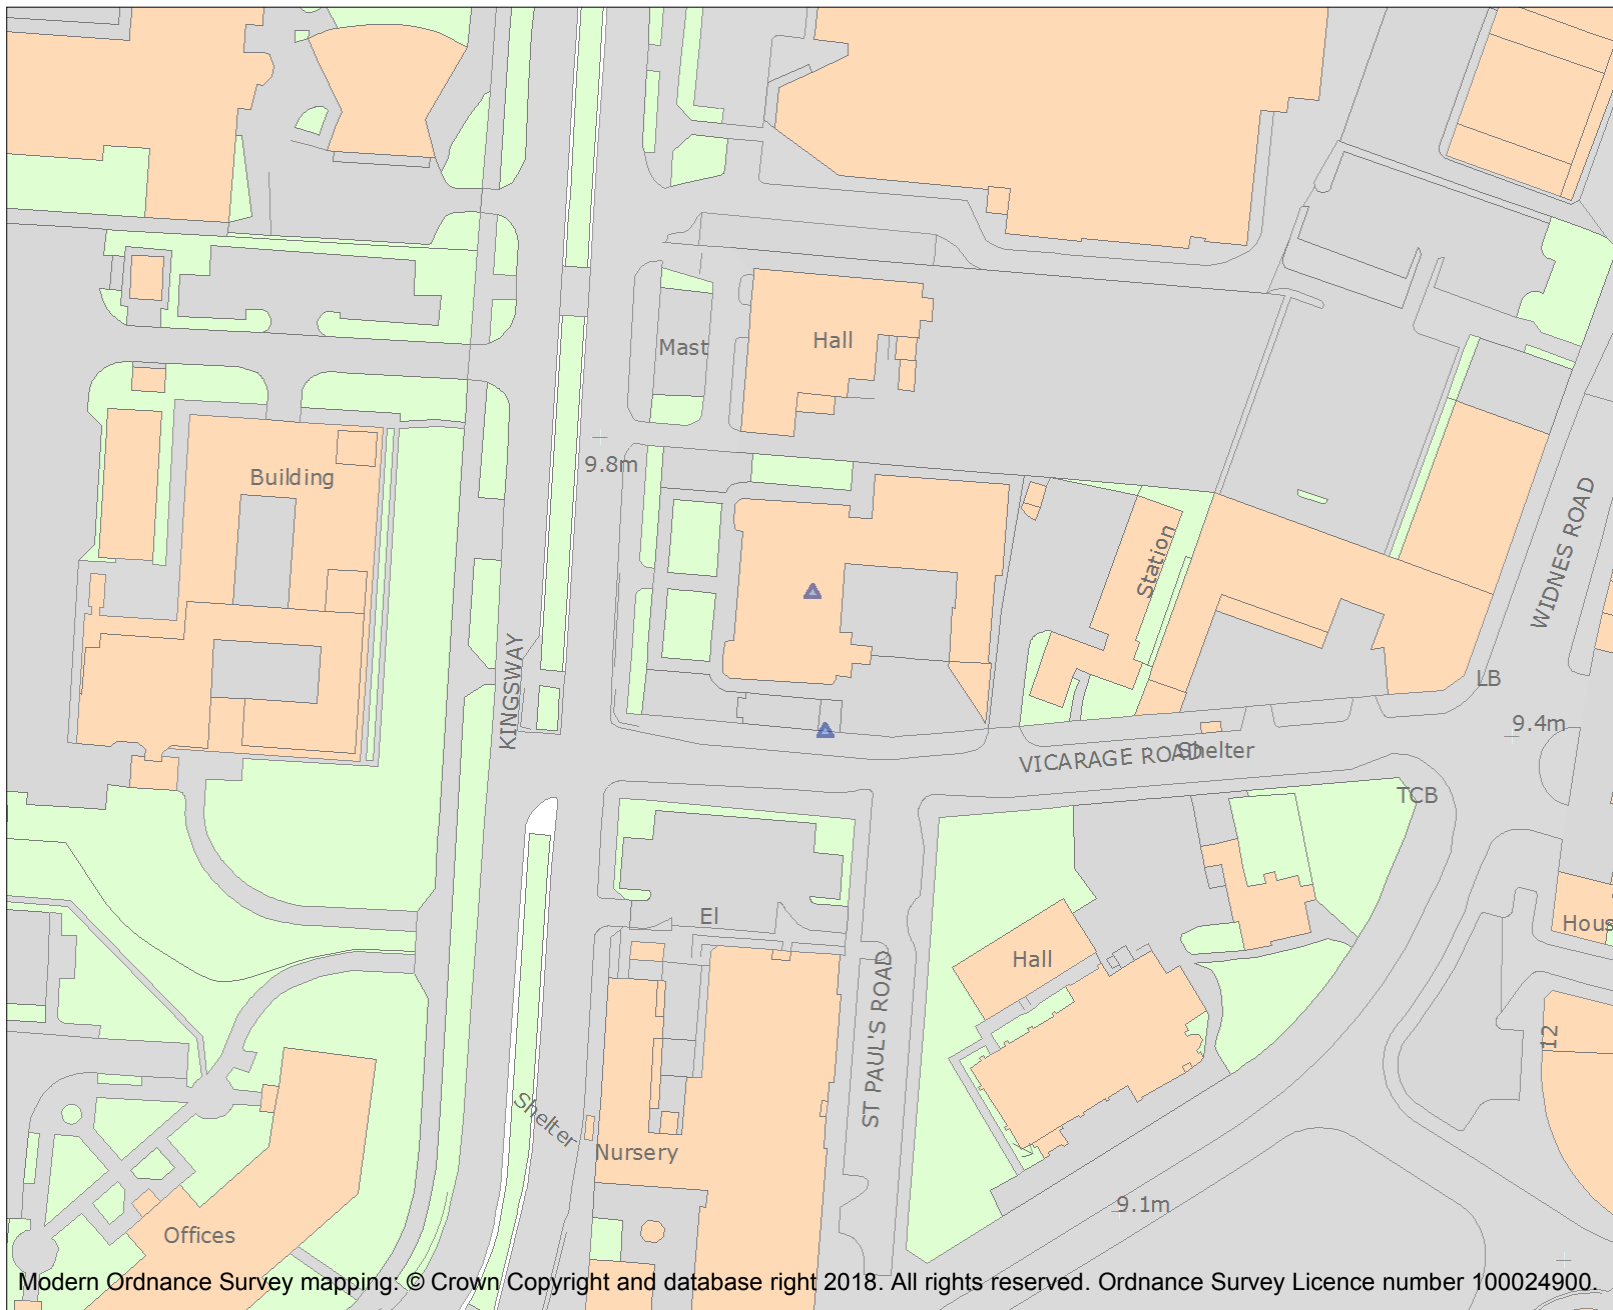 Hall
Mast
9.8m
Building
Station
WIDNES ROAD
KINGSWAY
LB
9.4m
VICARAGE ROAD
Shelter
TCB
El
Hall
Hous
ST PAUL'S ROAD
12
Shelter
Nursery
9.1m
Offices
Modern Ordnance Survey mapping: © Crown Copyright and database right 2018. All rights reserved. Ordnance Survey Licence number 100024900.